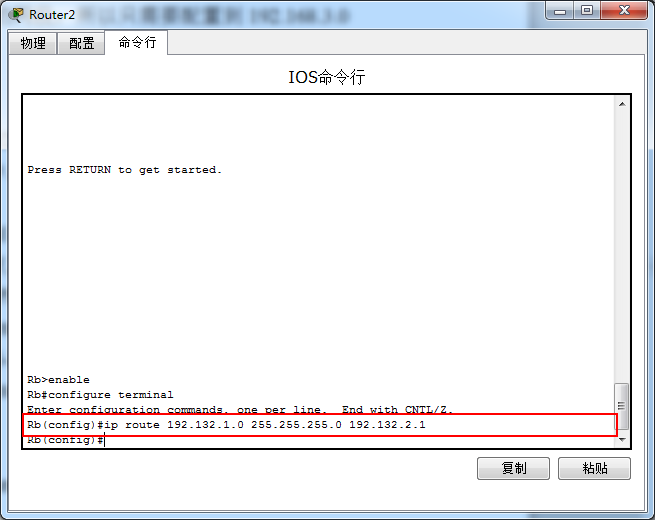 Router2
所以只需要配置到 192.168.3.0
物理 配置 命令行
IOS命令行
Press RETURN to get started.
Rb>enable
Rb#configure terminal
Enter configuration commands, one per line.  End with CNTL/Z.
Rb(config)#ip route 192.132.1.0 255.255.255.0 192.132.2.1
Rb(config)#
复制 粘贴